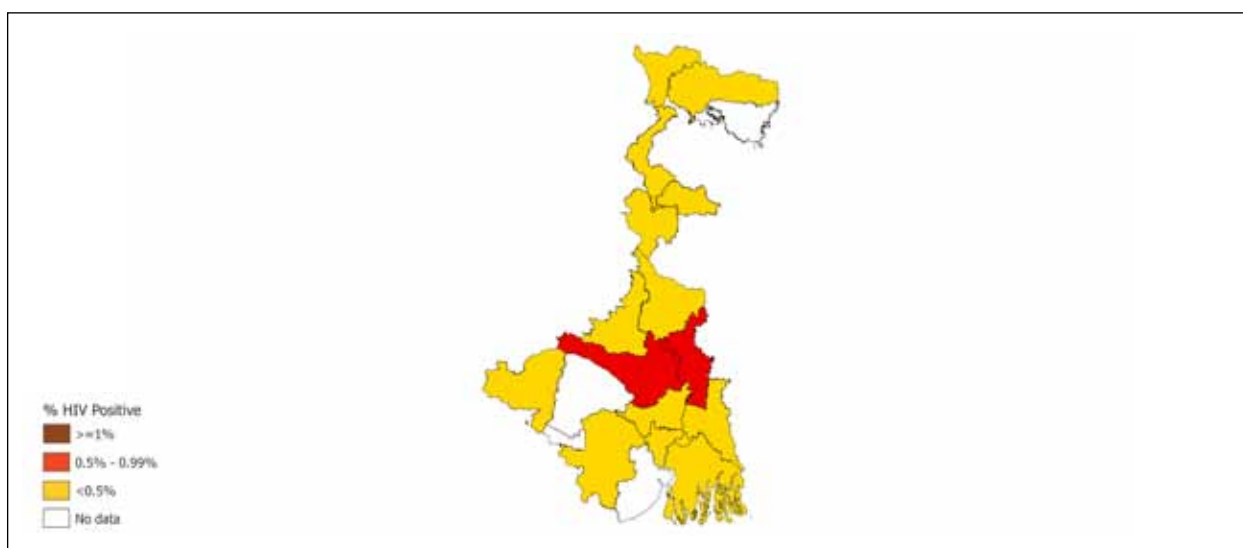 % HIV Positive
>=1%
0.5% - 0.99%
<0.5%
No data